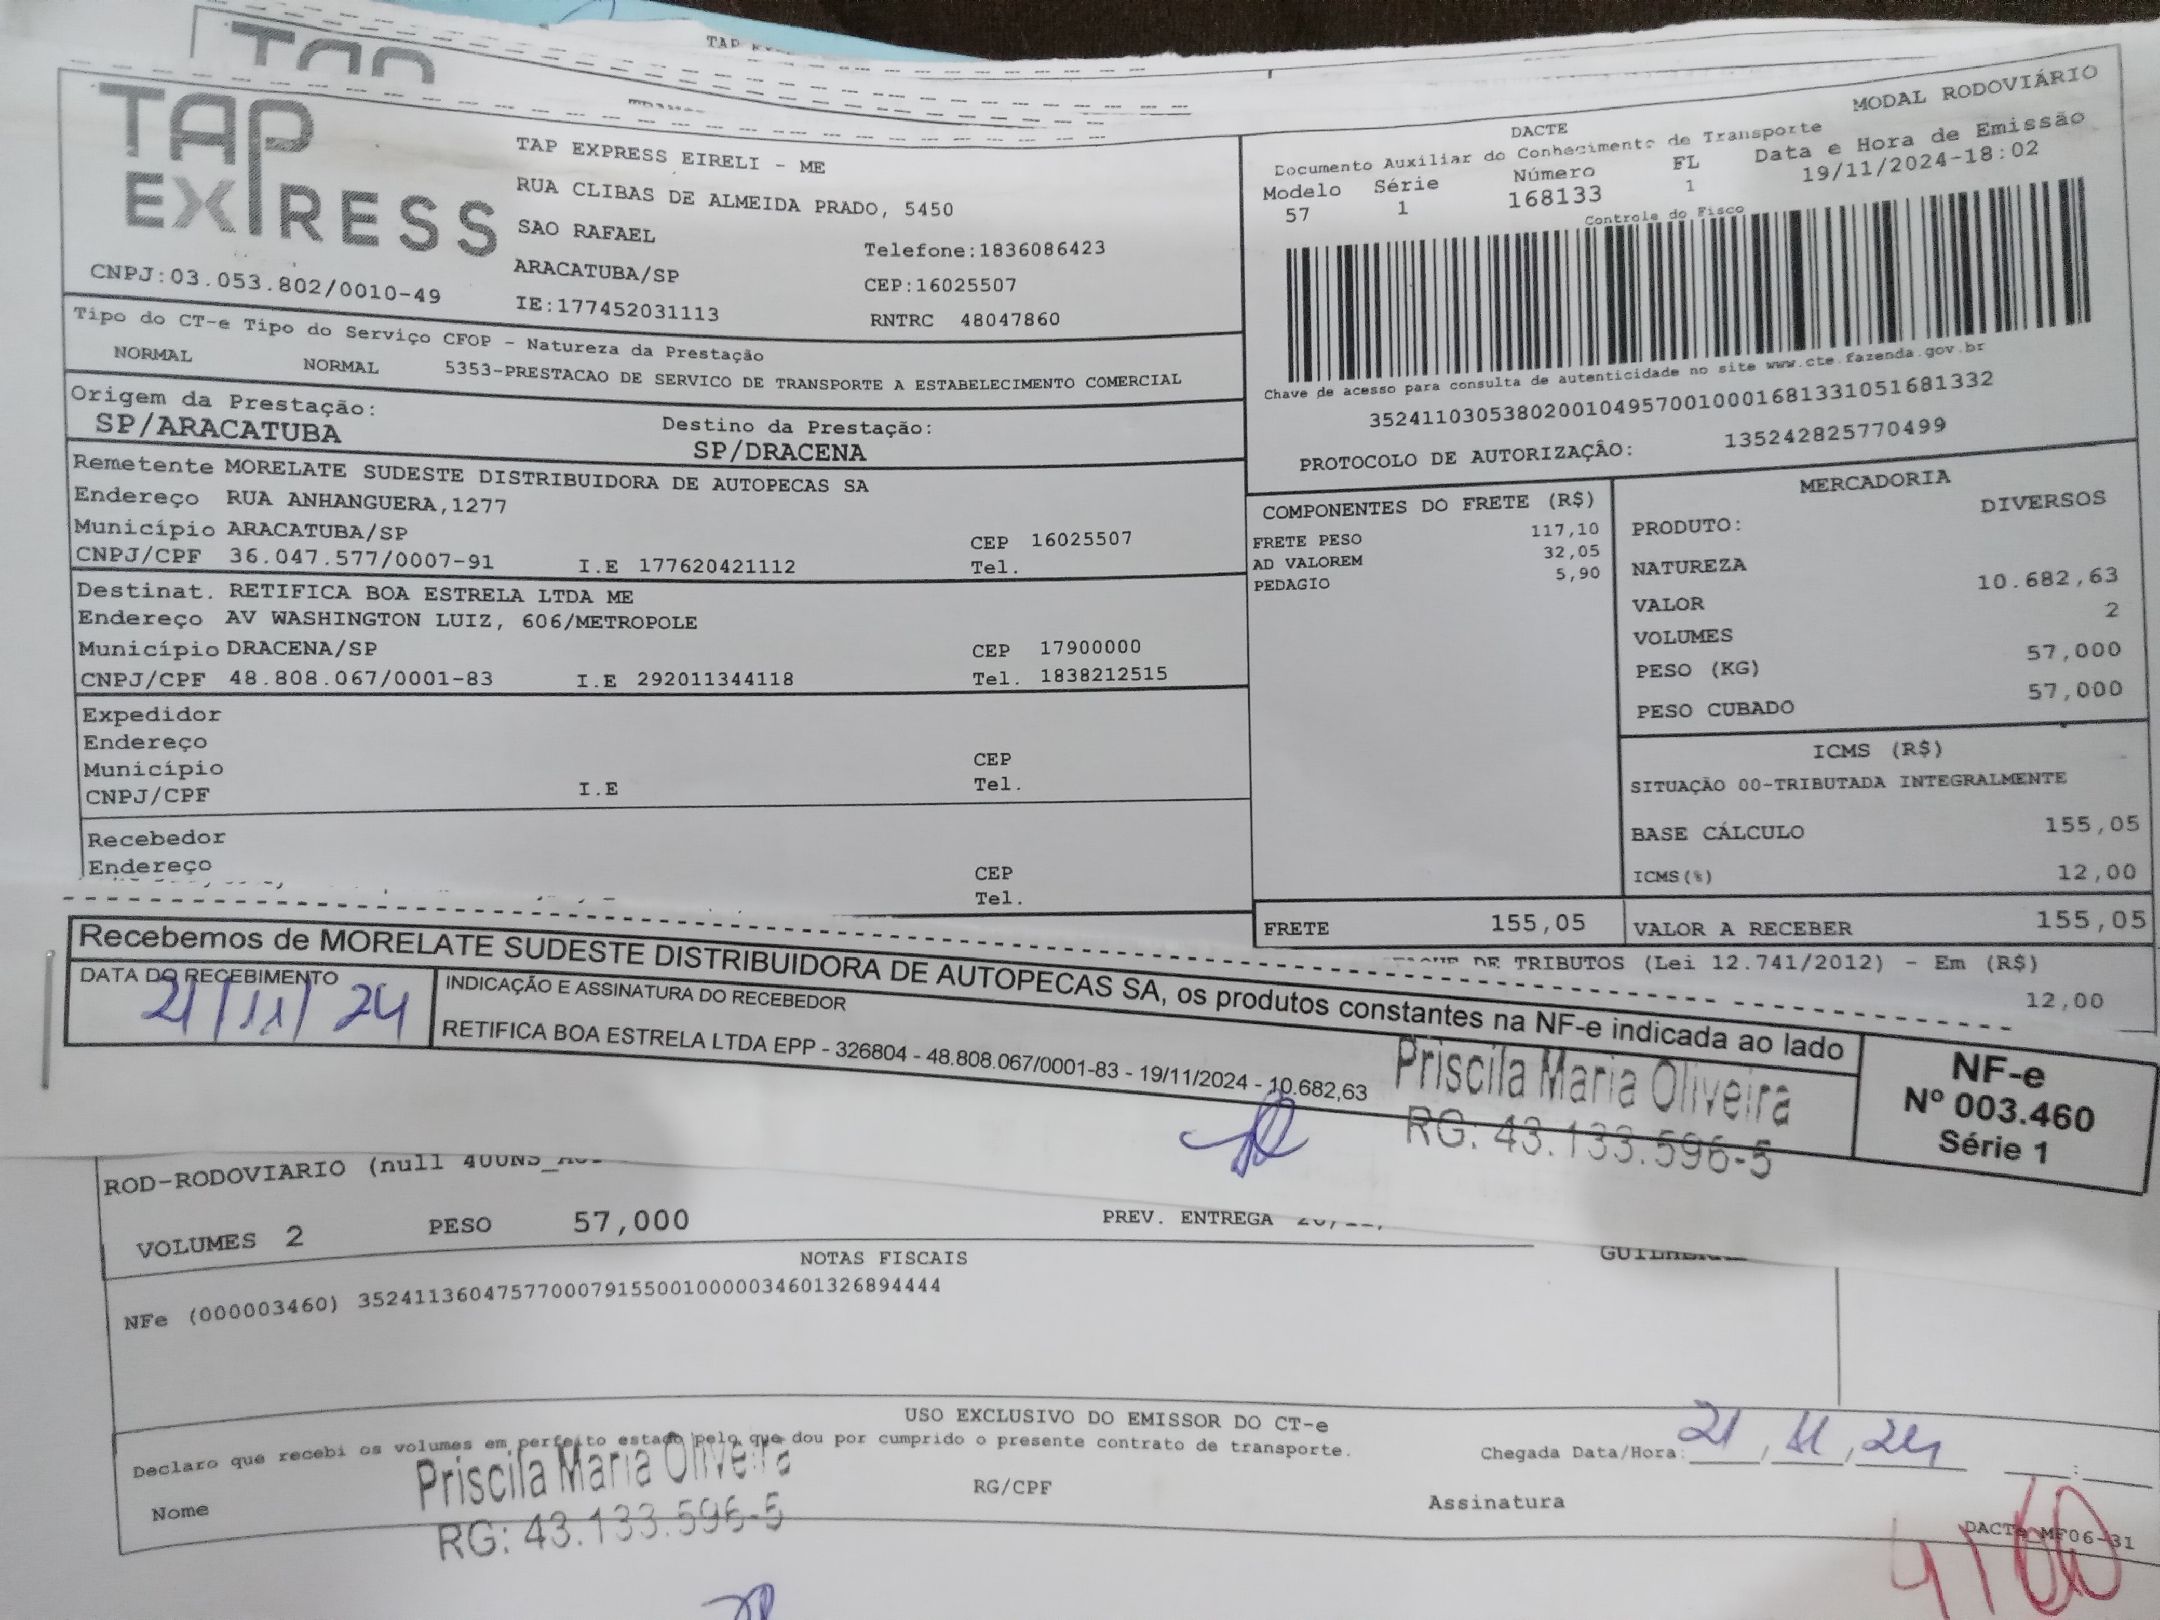 TAP EXPRESS
TAP EXPRESS EIRELI - ME
RUA CLIBAS DE ALMEIDA PRADO, 5450
SAO RAFAEL
Telefone:1836086423
ARACATUBA/SP
CEP:16025507
CNPJ:03.053.802/0010-49
IE:177452031113
RNTRC 48047860
MODAL RODOVIÁRIO
DACTE
Documento Auxiliar do Conhecimento de Transporte
Modelo Série Número FL Data e Hora de Emissão
57 1 168133 1 19/11/2024-18:02
Controle do Fisco
Chave de acesso para consulta de autenticidade no site www.cte.fazenda.gov.br
35241103053802001049570010001681331051681332
PROTOCOLO DE AUTORIZAÇÃO: 135242825770499
Tipo do CT-e Tipo do Serviço CFOP - Natureza da Prestação
NORMAL NORMAL 5353-PRESTACAO DE SERVICO DE TRANSPORTE A ESTABELECIMENTO COMERCIAL
Origem da Prestação: Destino da Prestação:
SP/ARACATUBA SP/DRACENA
Remetente MORELATE SUDESTE DISTRIBUIDORA DE AUTOPECAS SA
Endereço RUA ANHANGUERA,1277
Município ARACATUBA/SP CEP 16025507
CNPJ/CPF 36.047.577/0007-91 I.E 177620421112 Tel.
Destinat. RETIFICA BOA ESTRELA LTDA ME
Endereço AV WASHINGTON LUIZ, 606/METROPOLE
Município DRACENA/SP CEP 17900000
CNPJ/CPF 48.808.067/0001-83 I.E 292011344118 Tel. 1838212515
Expedidor
Endereço
Município CEP
CNPJ/CPF I.E Tel.
Recebedor
Endereço CEP
Tel.
COMPONENTES DO FRETE (R$)
FRETE PESO 117,10
AD VALOREM 32,05
PEDAGIO 5,90
FRETE 155,05
MERCADORIA
PRODUTO: DIVERSOS
NATUREZA
VALOR 10.682,63
VOLUMES 2
PESO (KG) 57,000
PESO CUBADO 57,000
ICMS (R$)
SITUAÇÃO 00-TRIBUTADA INTEGRALMENTE
BASE CÁLCULO 155,05
ICMS(%) 12,00
VALOR A RECEBER 155,05
DE TRIBUTOS (Lei 12.741/2012) - Em (R$)
12,00
Recebemos de MORELATE SUDESTE DISTRIBUIDORA DE AUTOPECAS SA, os produtos constantes na NF-e indicada ao lado
DATA DO RECEBIMENTO
21/11/24
INDICAÇÃO E ASSINATURA DO RECEBEDOR
RETIFICA BOA ESTRELA LTDA EPP - 326804 - 48.808.067/0001-83 - 19/11/2024 - 10.682,63
Priscila Maria Oliveira
RG: 43.133.596-5
NF-e
Nº 003.460
Série 1
ROD-RODOVIARIO (null
VOLUMES 2 PESO 57,000 PREV. ENTREGA
NOTAS FISCAIS
NFe (000003460) 35241136047577000791550010000034601326894444
USO EXCLUSIVO DO EMISSOR DO CT-e
Declaro que recebi os volumes em perfeito estado pelo que dou por cumprido o presente contrato de transporte.
Chegada Data/Hora: 21, 11, 24 :
Nome RG/CPF Assinatura
Priscila Maria Oliveira
RG: 43.133.596-5
DACTe MF06-31